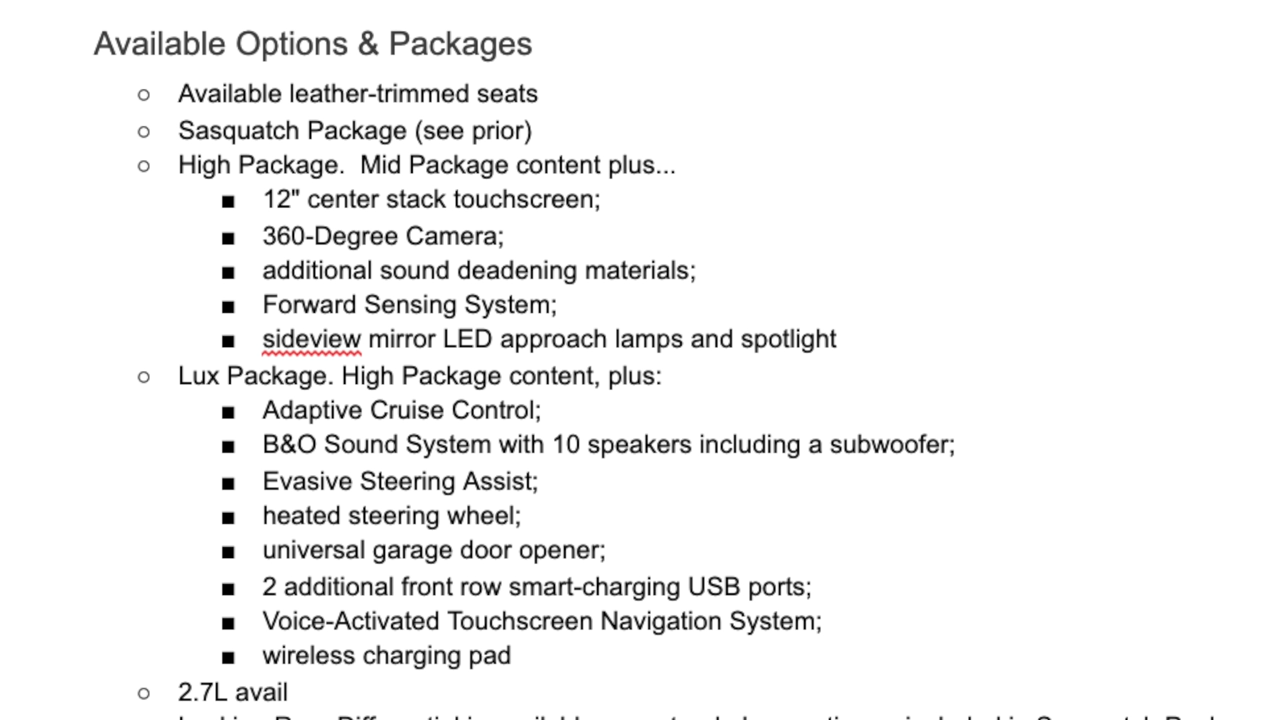 Available Options & Packages
○ Available leather-trimmed seats
○ Sasquatch Package (see prior)
○ High Package.  Mid Package content plus...
■ 12" center stack touchscreen;
■ 360-Degree Camera;
■ additional sound deadening materials;
■ Forward Sensing System;
■ sideview mirror LED approach lamps and spotlight
○ Lux Package. High Package content, plus:
■ Adaptive Cruise Control;
■ B&O Sound System with 10 speakers including a subwoofer;
■ Evasive Steering Assist;
■ heated steering wheel;
■ universal garage door opener;
■ 2 additional front row smart-charging USB ports;
■ Voice-Activated Touchscreen Navigation System;
■ wireless charging pad
○ 2.7L avail